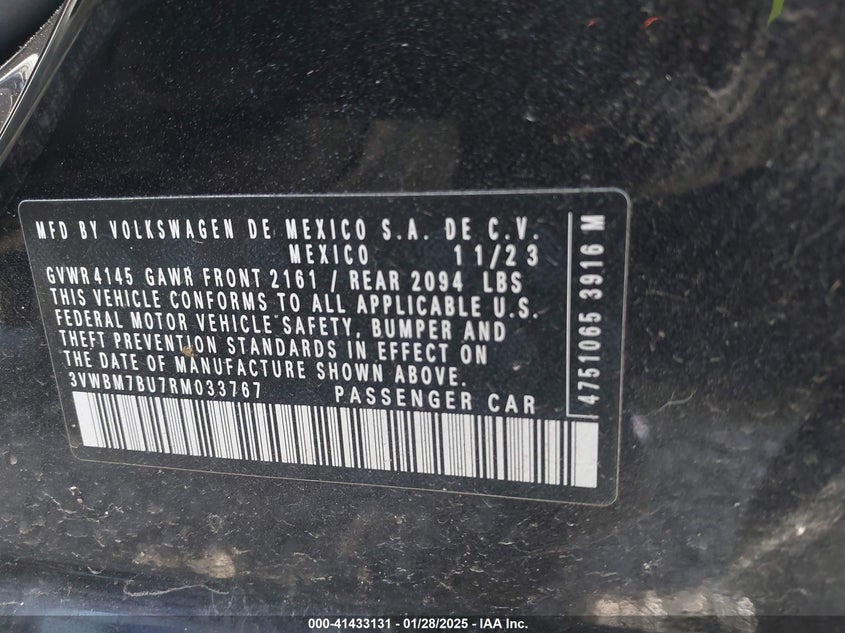 MFD BY VOLKSWAGEN DE MEXICO S.A. DE C.V.
MEXICO 11/23
GVWR 4145 GAWR FRONT 2161 / REAR 2094 LBS
THIS VEHICLE CONFORMS TO ALL APPLICABLE U.S.
FEDERAL MOTOR VEHICLE SAFETY, BUMPER AND
THEFT PREVENTION STANDARDS IN EFFECT ON
THE DATE OF MANUFACTURE SHOWN ABOVE.
3VWBM7BU7RM033767 PASSENGER CAR
4751065 3916 M
000-41433131 - 01/28/2025 - IAA Inc.